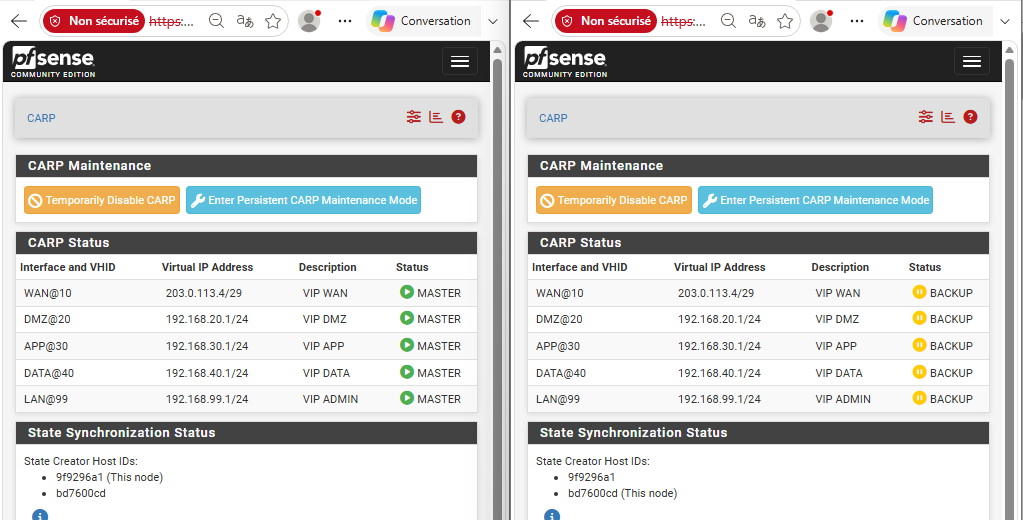 Non sécurisé https:... Conversation
pfsense
COMMUNITY EDITION
CARP
CARP Maintenance
Temporarily Disable CARP Enter Persistent CARP Maintenance Mode
CARP Status
Interface and VHID Virtual IP Address Description Status
WAN@10 203.0.113.4/29 VIP WAN MASTER
DMZ@20 192.168.20.1/24 VIP DMZ MASTER
APP@30 192.168.30.1/24 VIP APP MASTER
DATA@40 192.168.40.1/24 VIP DATA MASTER
LAN@99 192.168.99.1/24 VIP ADMIN MASTER
State Synchronization Status
State Creator Host IDs:
9f9296a1 (This node)
bd7600cd
Non sécurisé https:... Conversation
pfsense
COMMUNITY EDITION
CARP
CARP Maintenance
Temporarily Disable CARP Enter Persistent CARP Maintenance Mode
CARP Status
Interface and VHID Virtual IP Address Description Status
WAN@10 203.0.113.4/29 VIP WAN BACKUP
DMZ@20 192.168.20.1/24 VIP DMZ BACKUP
APP@30 192.168.30.1/24 VIP APP BACKUP
DATA@40 192.168.40.1/24 VIP DATA BACKUP
LAN@99 192.168.99.1/24 VIP ADMIN BACKUP
State Synchronization Status
State Creator Host IDs:
9f9296a1
bd7600cd (This node)